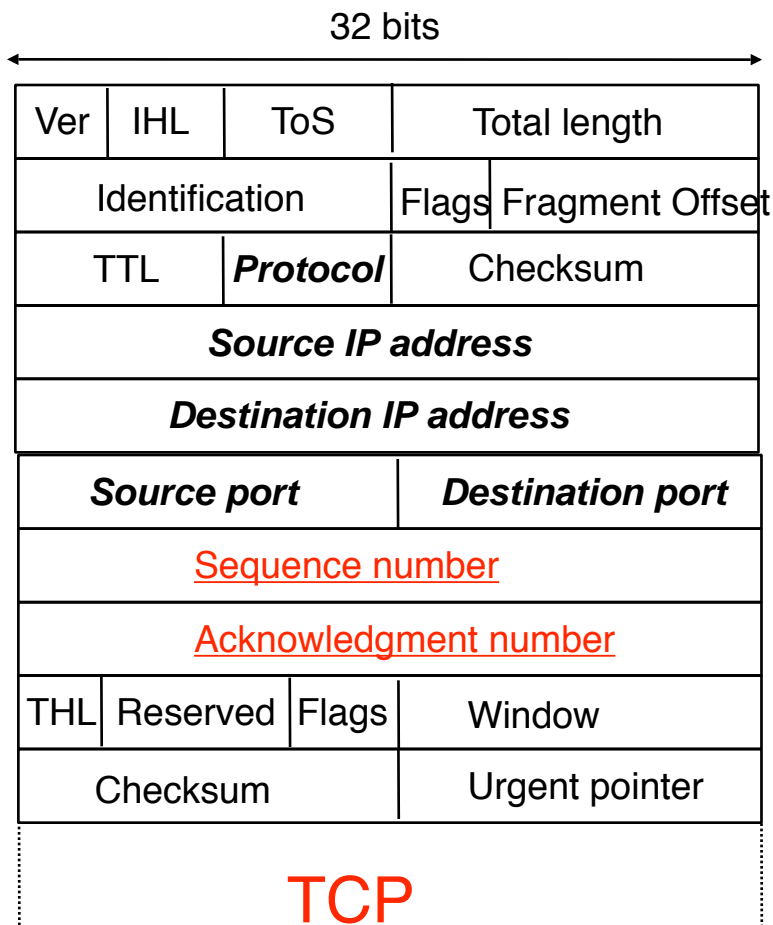 32 bits
Ver IHL ToS Total length
Identification Flags Fragment Offset
TTL Protocol Checksum
Source IP address
Destination IP address
Source port Destination port
Sequence number
Acknowledgment number
THL Reserved Flags Window
Checksum Urgent pointer
TCP